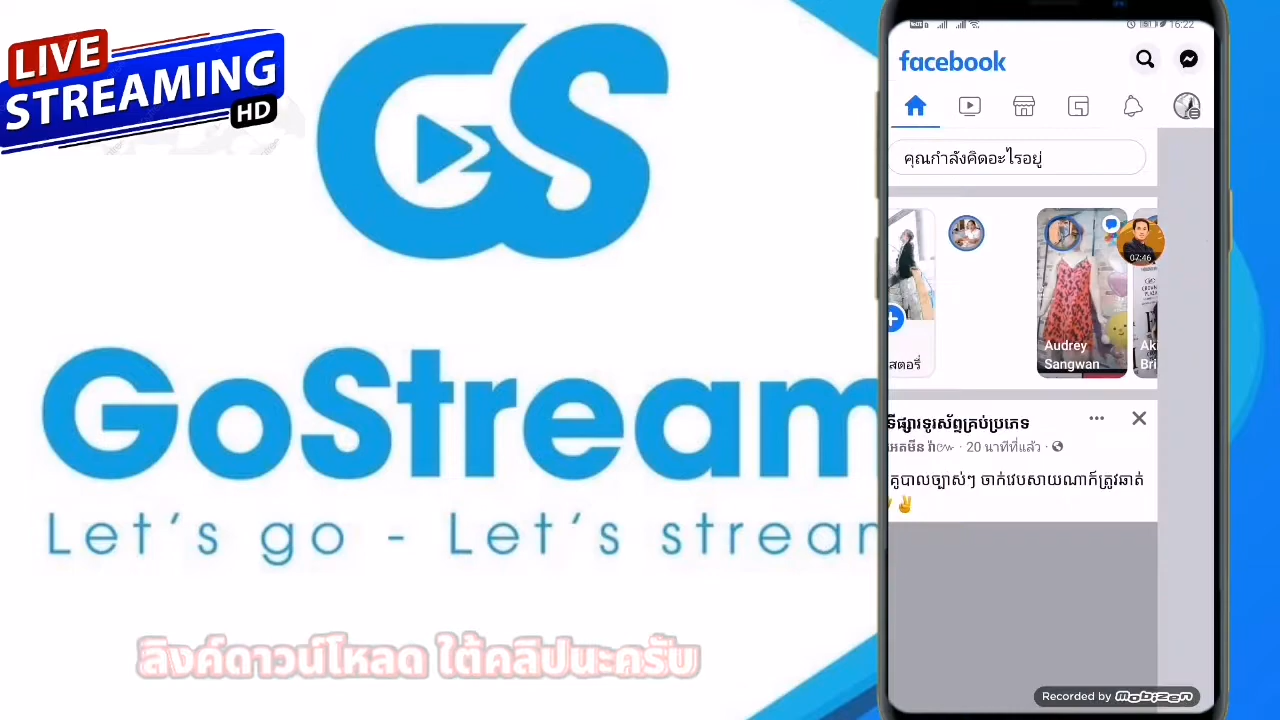 LIVE
STREAMING
HD
GS
GoStream
Let's go - Let's stream
ลิงค์ดาวน์โหลด ใต้คลิปนะครับ
16:22
facebook
คุณกำลังคิดอะไรอยู่
07:46
Audrey
Sangwan
สตอรี่
20 นาทีที่แล้ว
Recorded by mobizen